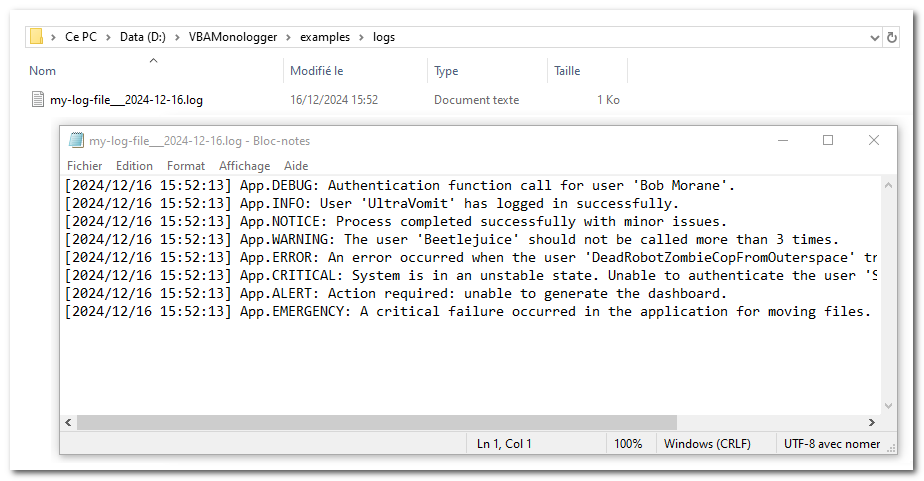 Ce PC > Data (D:) > VBAMonologger > examples > logs
Nom Modifié le Type Taille
my-log-file___2024-12-16.log 16/12/2024 15:52 Document texte 1 Ko
my-log-file___2024-12-16.log - Bloc-notes
Fichier Edition Format Affichage Aide
[2024/12/16 15:52:13] App.DEBUG: Authentication function call for user 'Bob Morane'.
[2024/12/16 15:52:13] App.INFO: User 'UltraVomit' has logged in successfully.
[2024/12/16 15:52:13] App.NOTICE: Process completed successfully with minor issues.
[2024/12/16 15:52:13] App.WARNING: The user 'Beetlejuice' should not be called more than 3 times.
[2024/12/16 15:52:13] App.ERROR: An error occurred when the user 'DeadRobotZombieCopFromOuterspace' tr
[2024/12/16 15:52:13] App.CRITICAL: System is in an unstable state. Unable to authenticate the user 'S
[2024/12/16 15:52:13] App.ALERT: Action required: unable to generate the dashboard.
[2024/12/16 15:52:13] App.EMERGENCY: A critical failure occurred in the application for moving files.
Ln 1, Col 1 100% Windows (CRLF) UTF-8 avec nomer